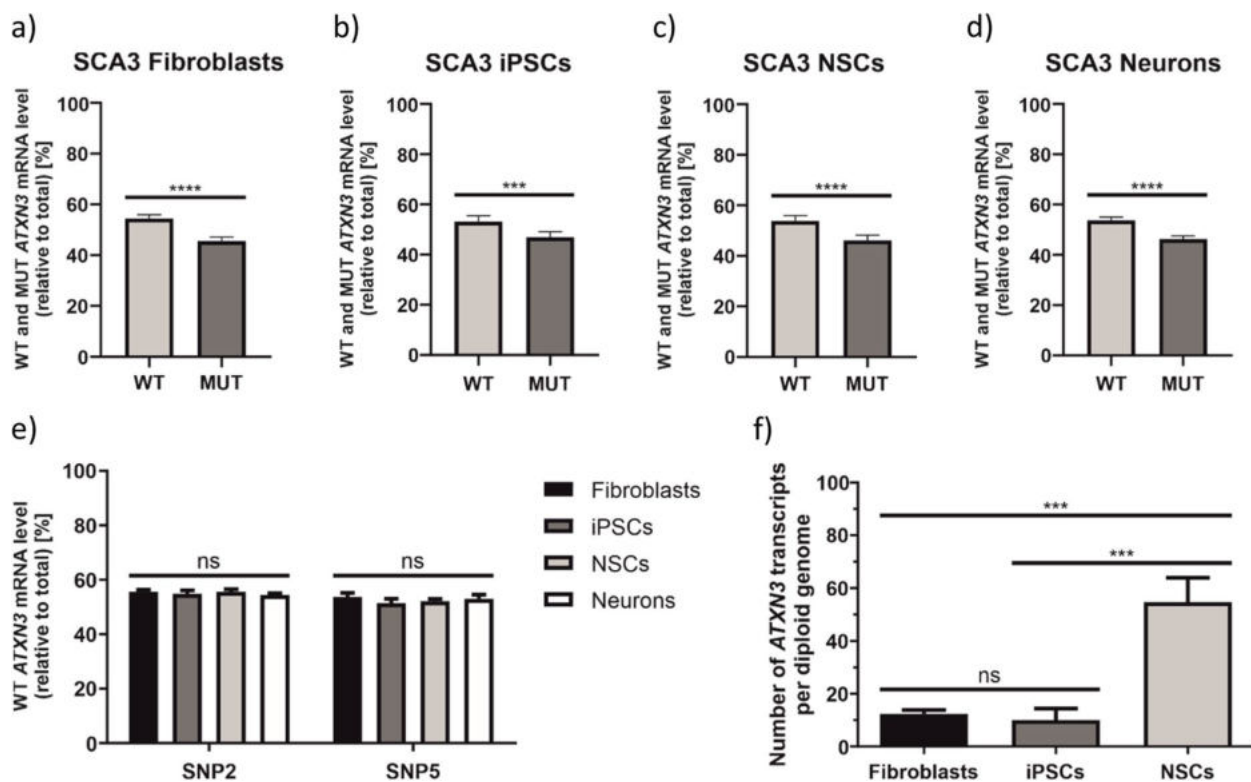 a)
SCA3 Fibroblasts
WT and MUT ATXN3 mRNA level
(relative to total) [%]
100
80
60
40
20
0
****
WT
MUT
b)
SCA3 iPSCs
WT and MUT ATXN3 mRNA level
(relative to total) [%]
100
80
60
40
20
0
***
WT
MUT
c)
SCA3 NSCs
WT and MUT ATXN3 mRNA level
(relative to total) [%]
100
80
60
40
20
0
****
WT
MUT
d)
SCA3 Neurons
WT and MUT ATXN3 mRNA level
(relative to total) [%]
100
80
60
40
20
0
****
WT
MUT
e)
WT ATXN3 mRNA level
(relative to total) [%]
100
80
60
40
20
0
ns
ns
SNP2
SNP5
Fibroblasts
iPSCs
NSCs
Neurons
f)
Number of ATXN3 transcripts
per diploid genome
100
80
60
40
20
0
***
***
ns
Fibroblasts
iPSCs
NSCs